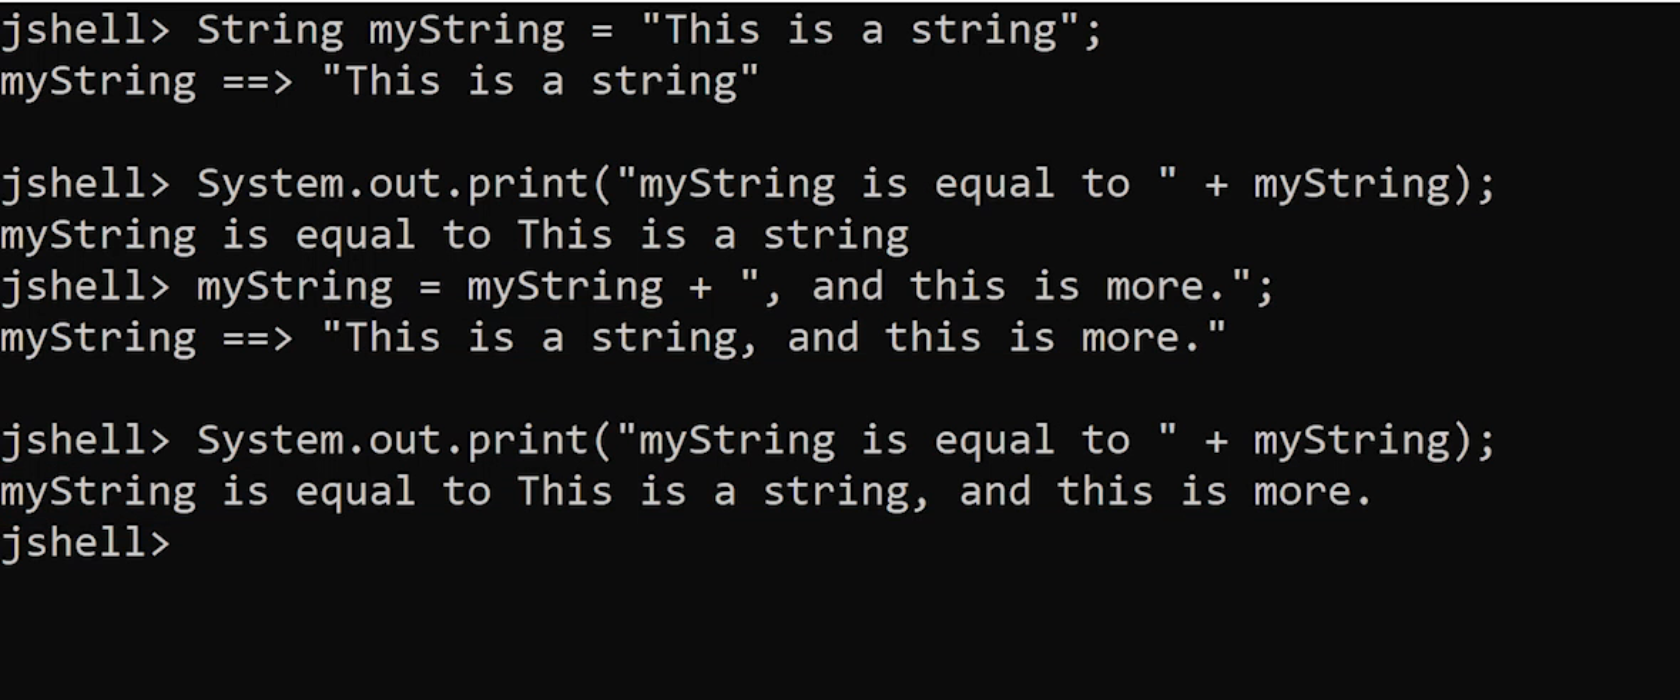 jshell> String myString = "This is a string";
myString ==> "This is a string"
jshell> System.out.print("myString is equal to " + myString);
myString is equal to This is a string
jshell> myString = myString + ", and this is more.";
myString ==> "This is a string, and this is more."
jshell> System.out.print("myString is equal to " + myString);
myString is equal to This is a string, and this is more.
jshell>